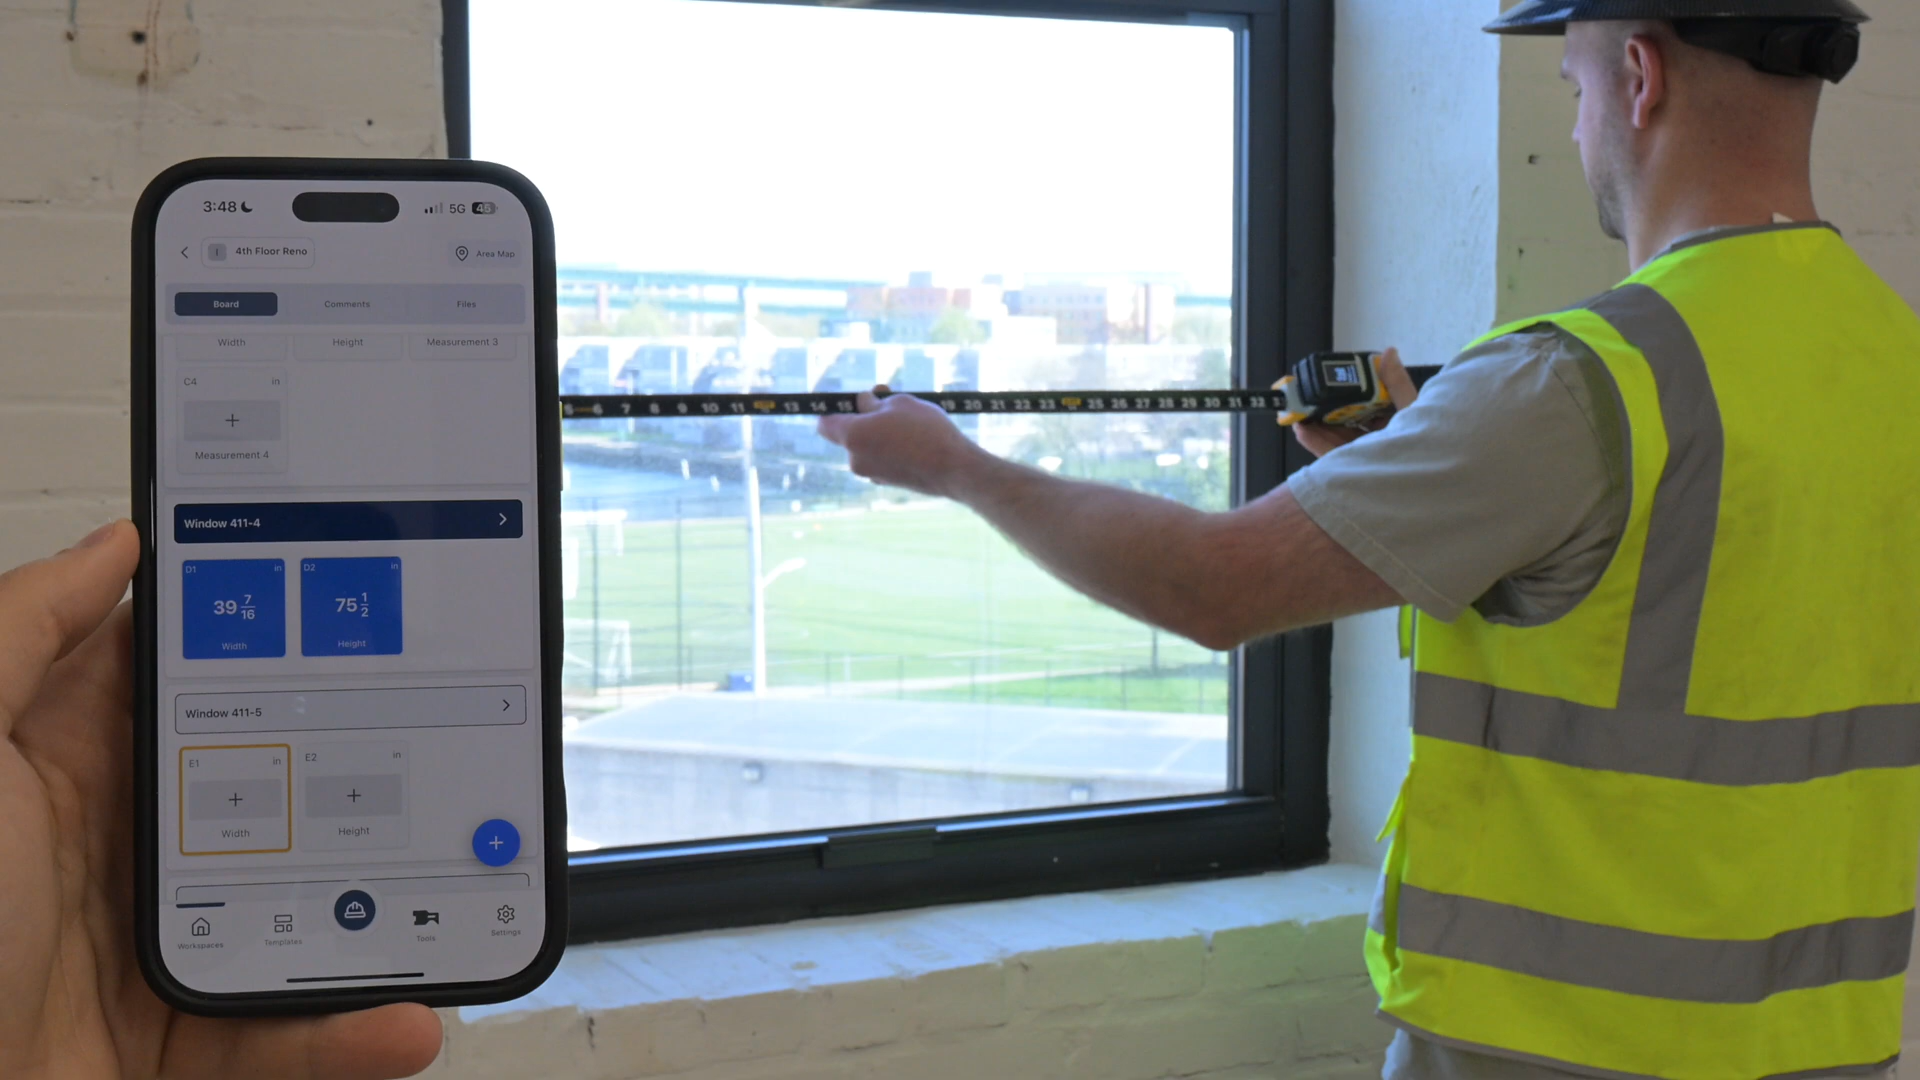 3:48 5G 45
4th Floor Reno Area Map
Board Comments Files
Width Height Measurement 3
C4 in
+
Measurement 4
Window 411-4
D1 in D2 in
39 7/16 75 1/2
Width Height
Window 411-5
E1 in E2 in
+ +
Width Height
+
Workspaces Templates Tools Settings
5 6 7 8 9 10 11 13 14 15 19 20 21 22 23 25 26 27 28 29 30 31 32